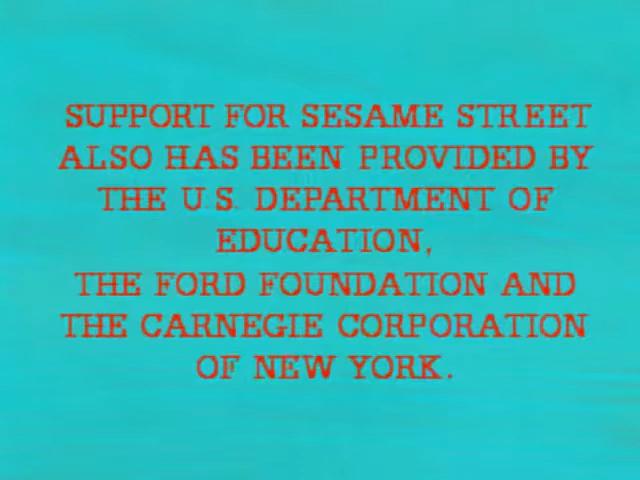 SUPPORT FOR SESAME STREET
ALSO HAS BEEN PROVIDED BY
THE U.S. DEPARTMENT OF
EDUCATION,
THE FORD FOUNDATION AND
THE CARNEGIE CORPORATION
OF NEW YORK.